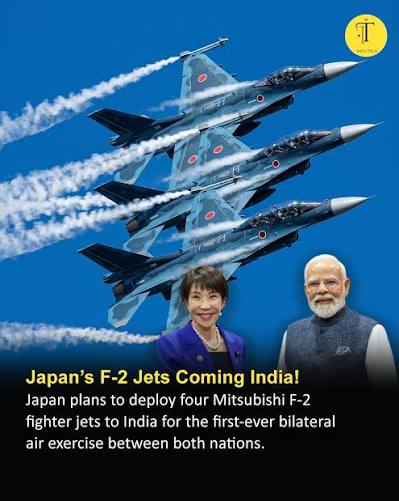 Japan's F-2 Jets Coming India!
Japan plans to deploy four Mitsubishi F-2
fighter jets to India for the first-ever bilateral
air exercise between both nations.